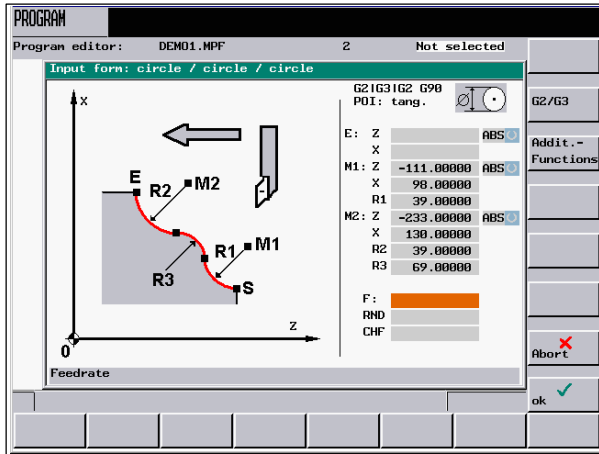 PROGRAM
Program editor: DEMO1.MPF 2 Not selected
Input form: circle / circle / circle
G2|G3|G2 G90
POI: tang.
G2/G3
Addit.-
Functions
Abort
ok
X
E
R2
M2
R1
M1
R3
S
Z
0
E: Z ABS
X
M1: Z -111.00000 ABS
X 98.00000
R1 39.00000
M2: Z -233.00000 ABS
X 130.00000
R2 39.00000
R3 69.00000
F:
RND
CHF
Feedrate